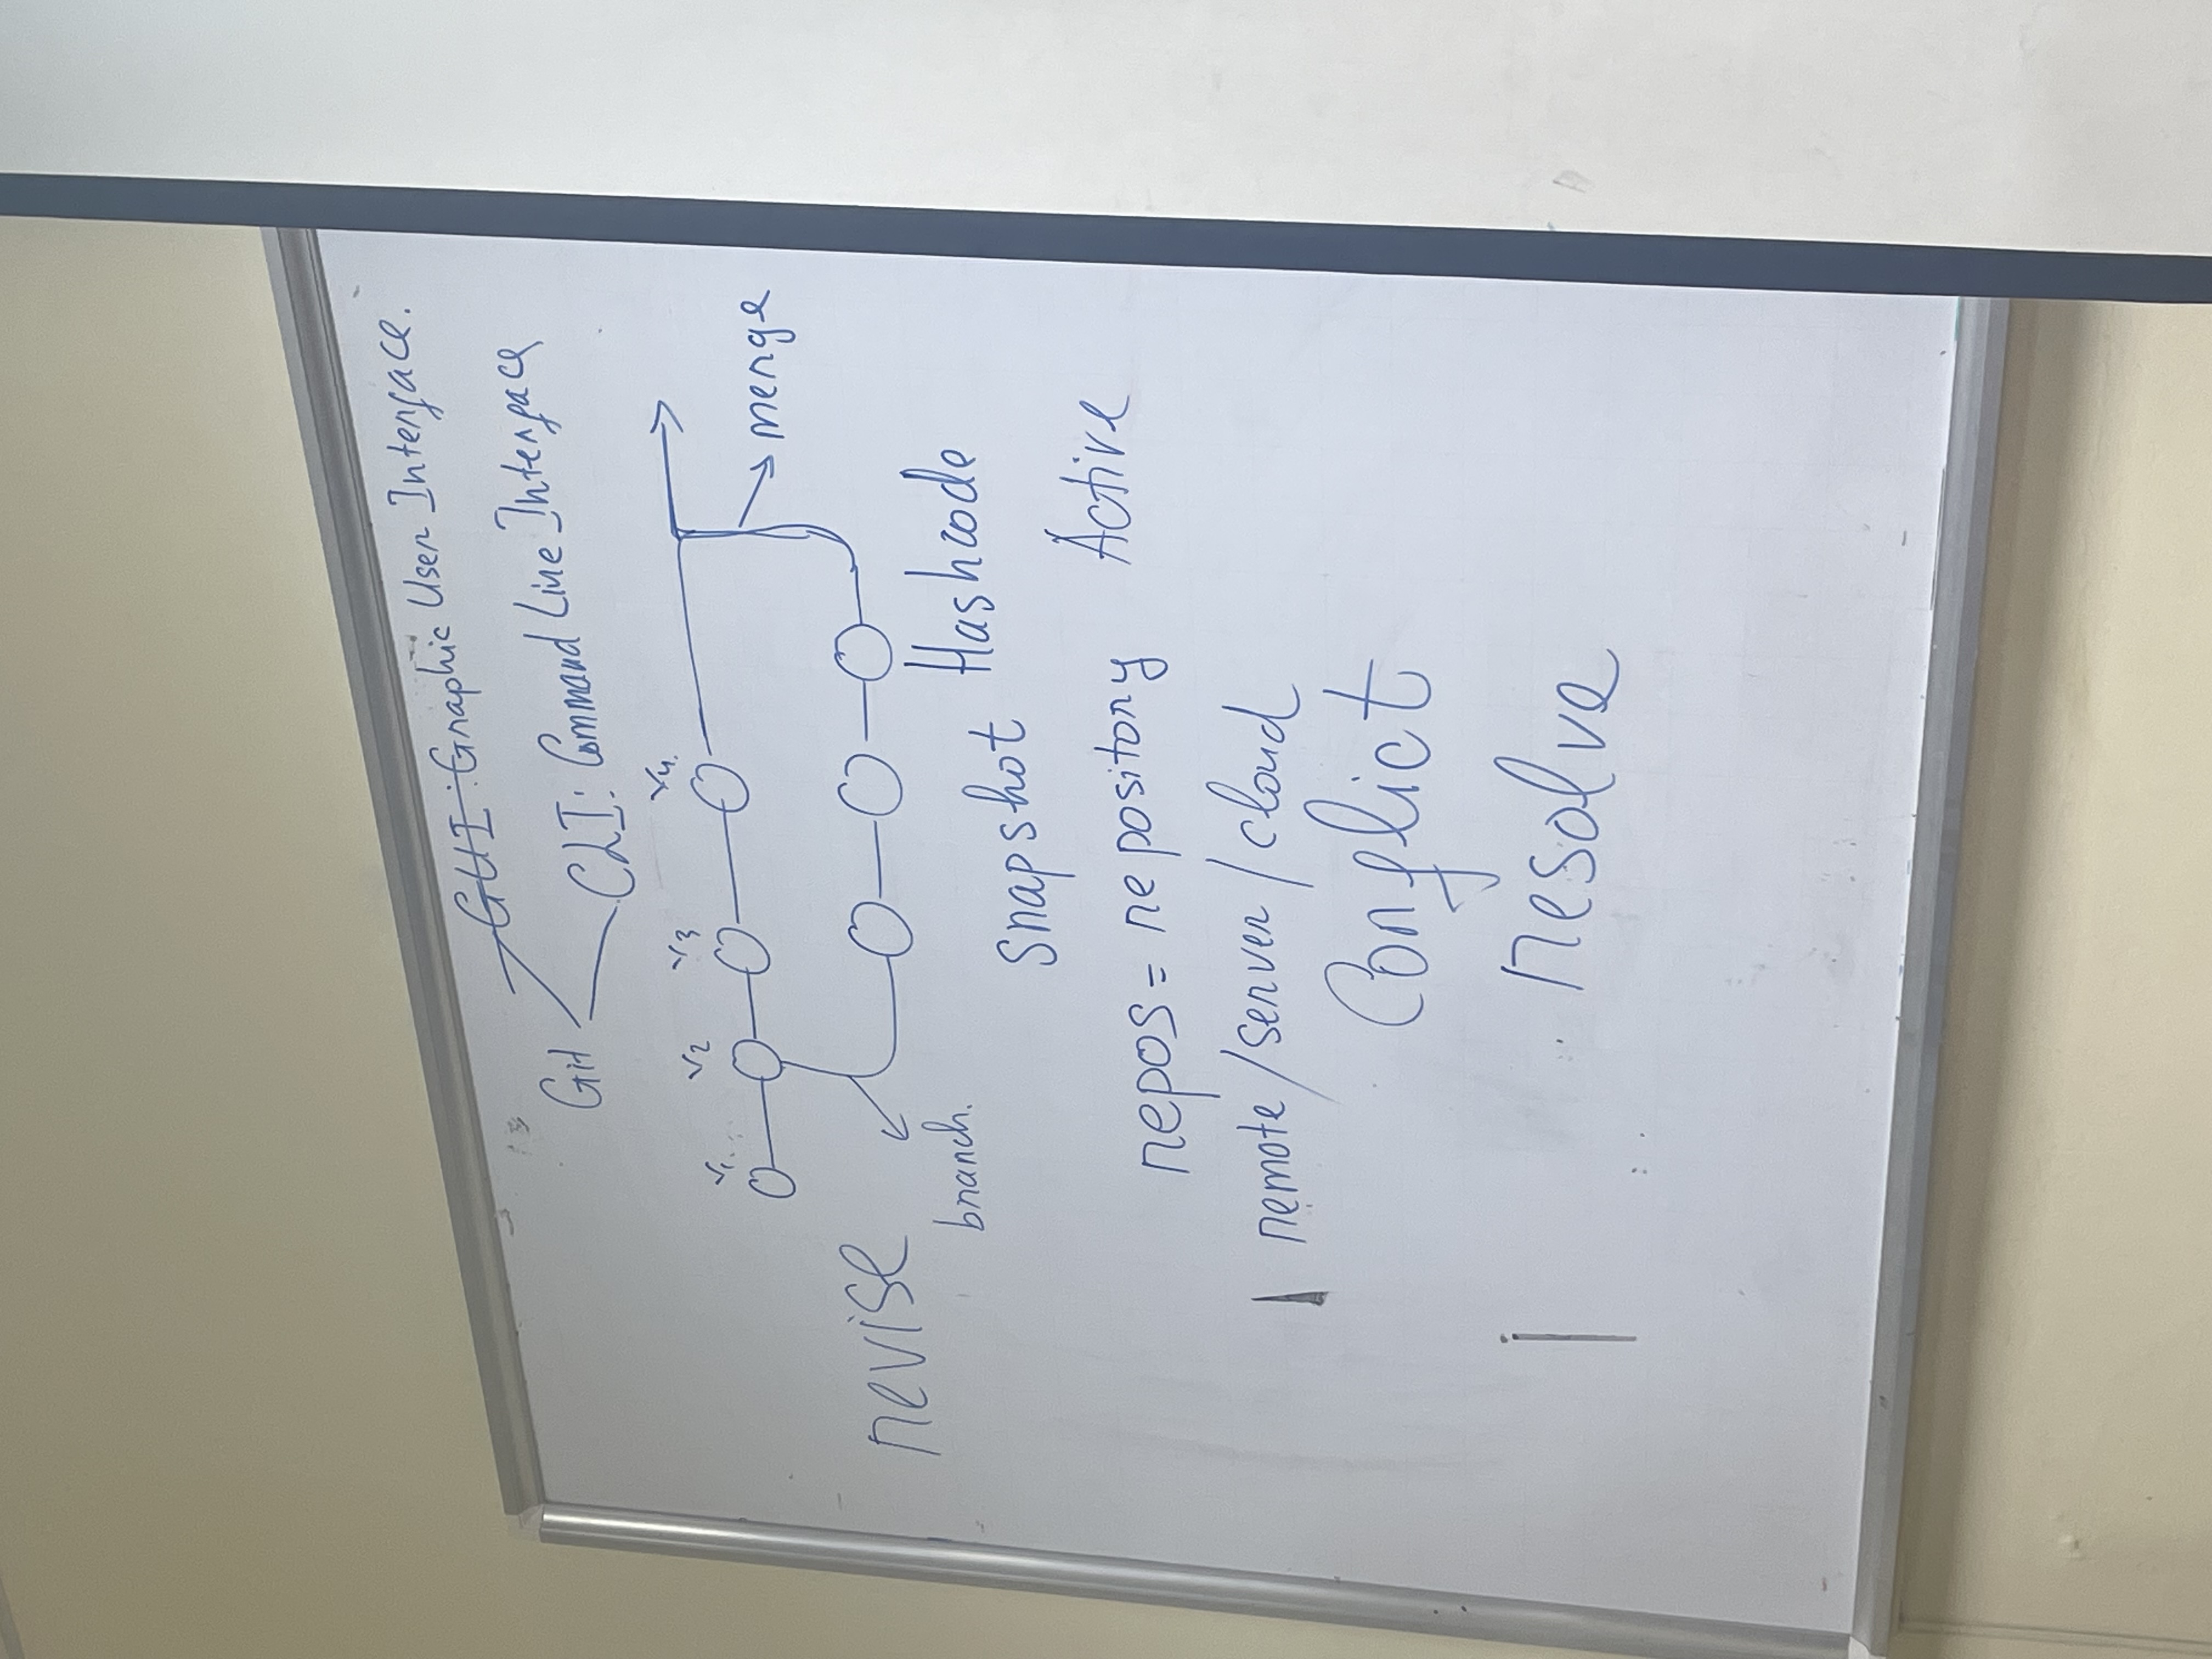 GUI: Graphic User Interface.
Git
CLI: Command Line Interface
v1. v2 v3 v4.
merge
revise
branch.
Snapshot Hashcode
repos = repository Active
remote / server / cloud
Conflict
resolve